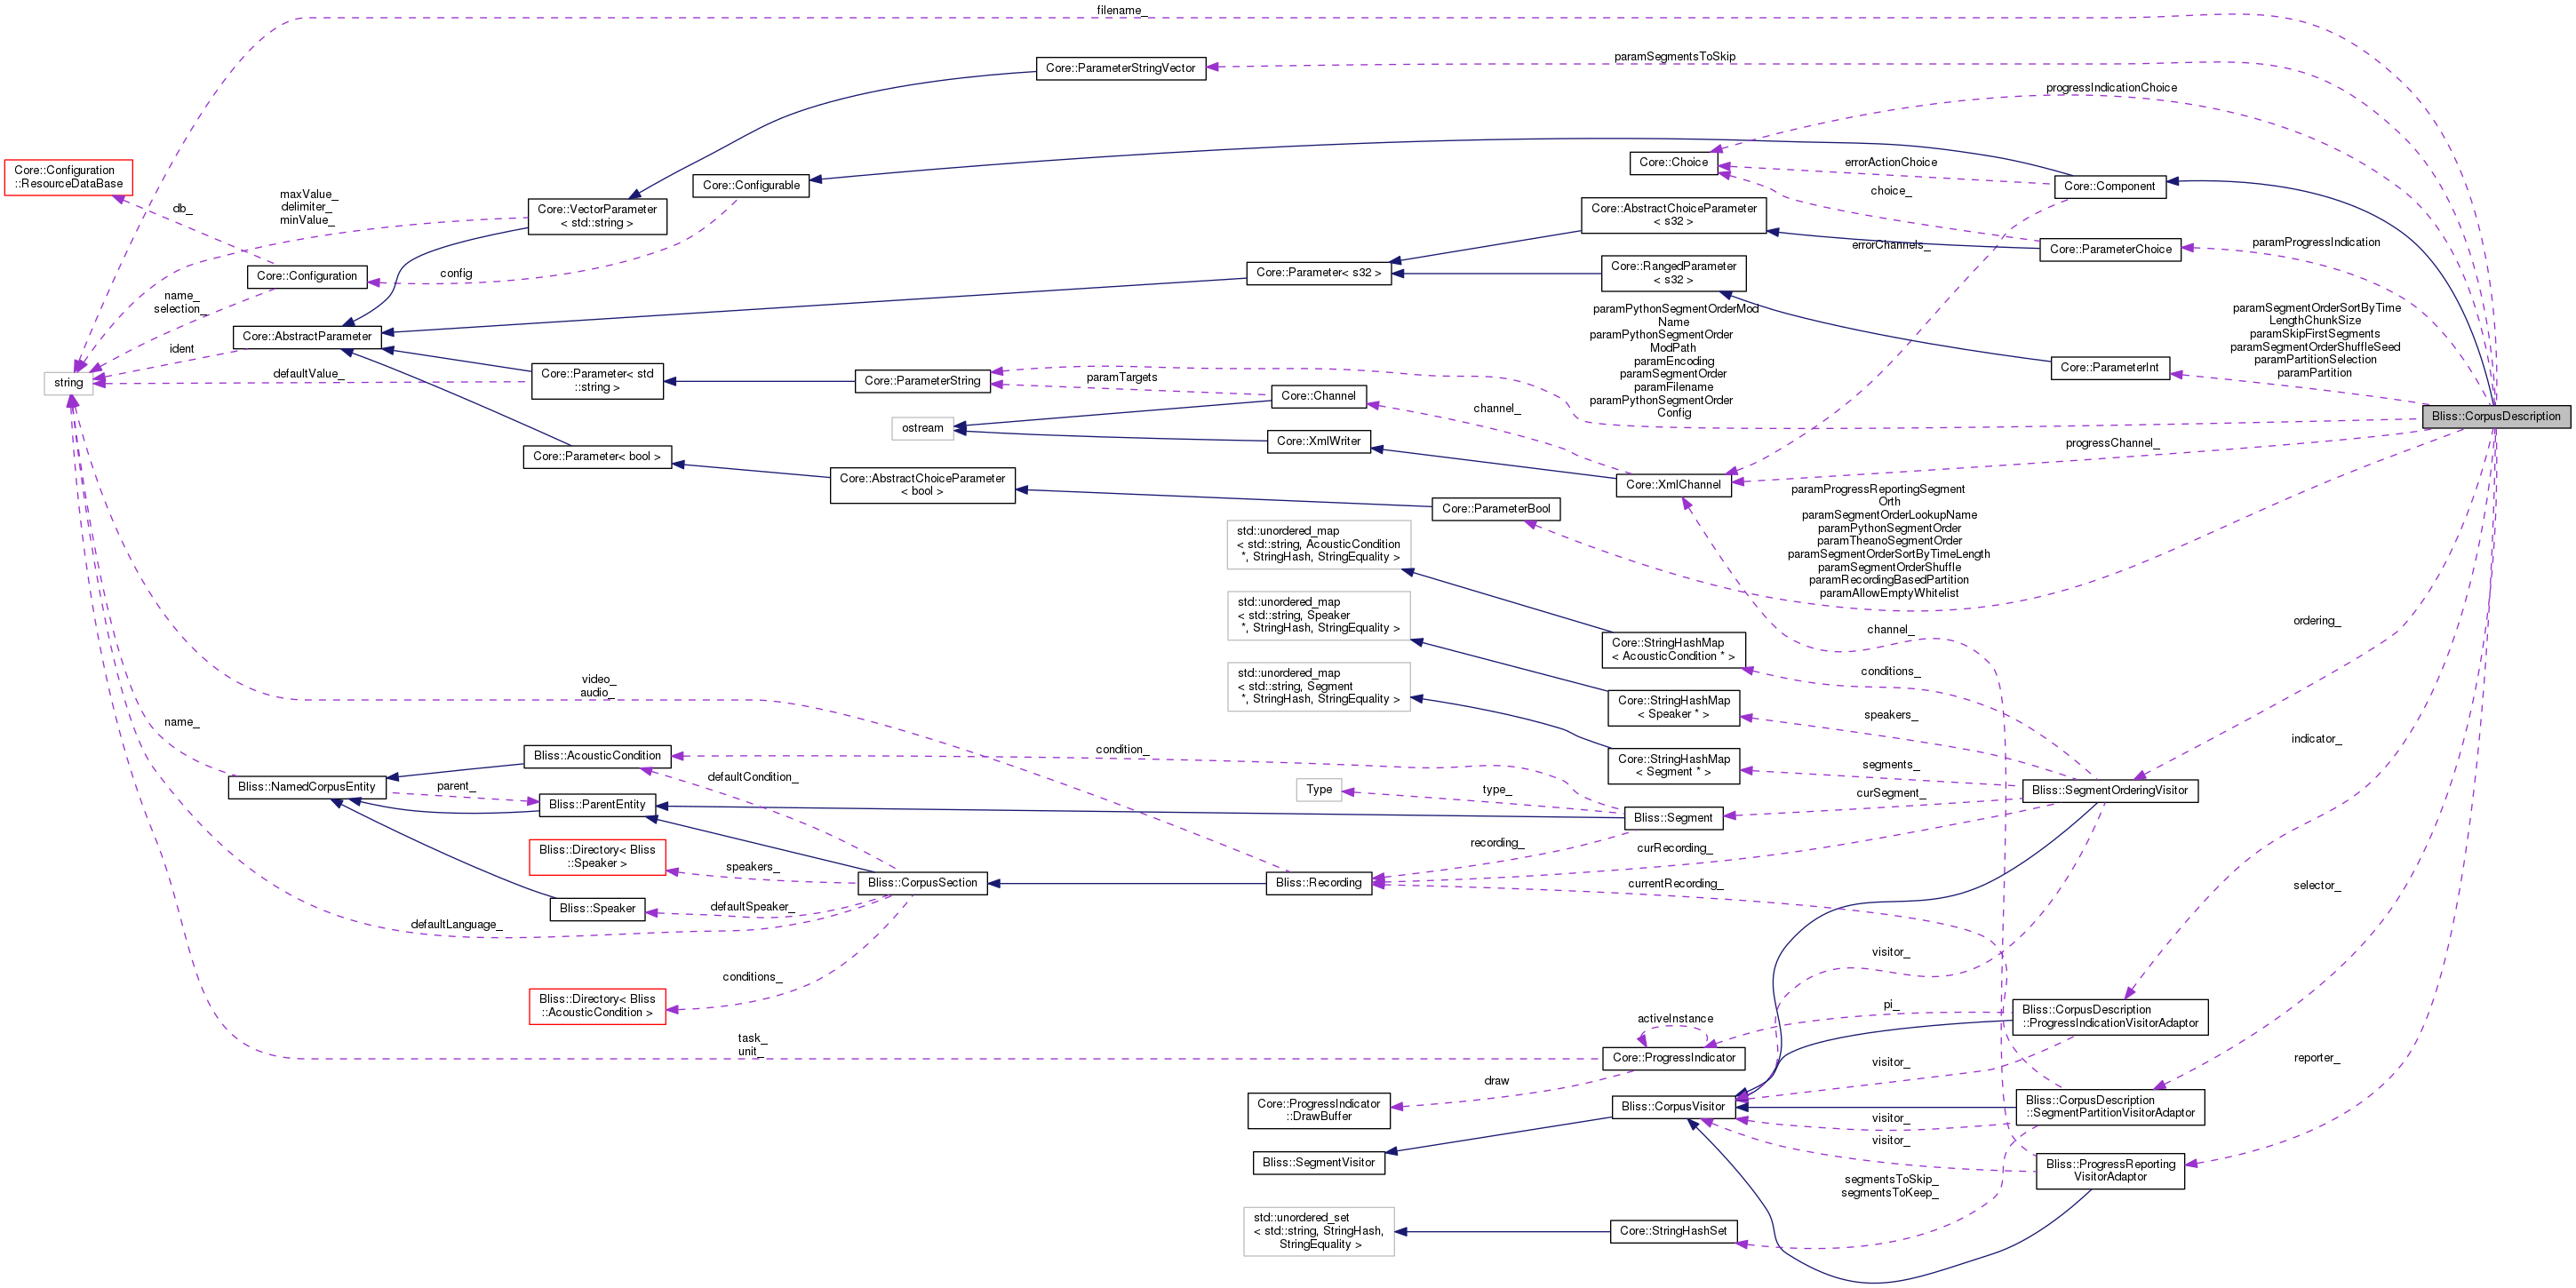 filename_
paramSegmentsToSkip
Core::ParameterStringVector
progressIndicationChoice
Core::Configuration
::ResourceDataBase
Core::Choice
errorActionChoice
Core::Component
Core::Configurable
choice_
maxValue_
delimiter_
minValue_
db_
Core::VectorParameter
< std::string >
Core::AbstractChoiceParameter
< s32 >
errorChannels_
Core::ParameterChoice
paramProgressIndication
Core::Configuration
config
Core::Parameter< s32 >
Core::RangedParameter
< s32 >
name_
selection_
paramPythonSegmentOrderMod
Name
paramPythonSegmentOrder
ModPath
paramEncoding
paramSegmentOrder
paramFilename
paramPythonSegmentOrder
Config
paramSegmentOrderSortByTime
LengthChunkSize
paramSkipFirstSegments
paramSegmentOrderShuffleSeed
paramPartitionSelection
paramPartition
Core::AbstractParameter
ident
Core::ParameterInt
string
defaultValue_
Core::Parameter< std
::string >
Core::ParameterString
paramTargets
Core::Channel
channel_
Bliss::CorpusDescription
ostream
Core::XmlWriter
progressChannel_
Core::Parameter< bool >
Core::AbstractChoiceParameter
< bool >
Core::XmlChannel
Core::ParameterBool
paramProgressReportingSegment
Orth
paramSegmentOrderLookupName
paramPythonSegmentOrder
paramTheanoSegmentOrder
paramSegmentOrderSortByTimeLength
paramSegmentOrderShuffle
paramRecordingBasedPartition
paramAllowEmptyWhitelist
std::unordered_map
< std::string, AcousticCondition
*, StringHash, StringEquality >
std::unordered_map
< std::string, Speaker
*, StringHash, StringEquality >
channel_
ordering_
Core::StringHashMap
< AcousticCondition * >
conditions_
std::unordered_map
< std::string, Segment
*, StringHash, StringEquality >
video_
audio_
Core::StringHashMap
< Speaker * >
speakers_
name_
indicator_
Bliss::AcousticCondition
condition_
Core::StringHashMap
< Segment * >
segments_
defaultCondition_
Bliss::NamedCorpusEntity
parent_
Bliss::ParentEntity
Type
type_
curSegment_
Bliss::SegmentOrderingVisitor
Bliss::Segment
recording_
curRecording_
Bliss::Directory< Bliss
::Speaker >
speakers_
Bliss::CorpusSection
Bliss::Recording
currentRecording_
selector_
Bliss::Speaker
defaultSpeaker_
defaultLanguage_
visitor_
conditions_
Bliss::Directory< Bliss
::AcousticCondition >
pi_
Bliss::CorpusDescription
::ProgressIndicationVisitorAdaptor
activeInstance
task_
unit_
Core::ProgressIndicator
visitor_
reporter_
draw
Core::ProgressIndicator
::DrawBuffer
Bliss::CorpusVisitor
Bliss::CorpusDescription
::SegmentPartitionVisitorAdaptor
visitor_
visitor_
Bliss::SegmentVisitor
Bliss::ProgressReporting
VisitorAdaptor
segmentsToSkip_
segmentsToKeep_
std::unordered_set
< std::string, StringHash,
StringEquality >
Core::StringHashSet